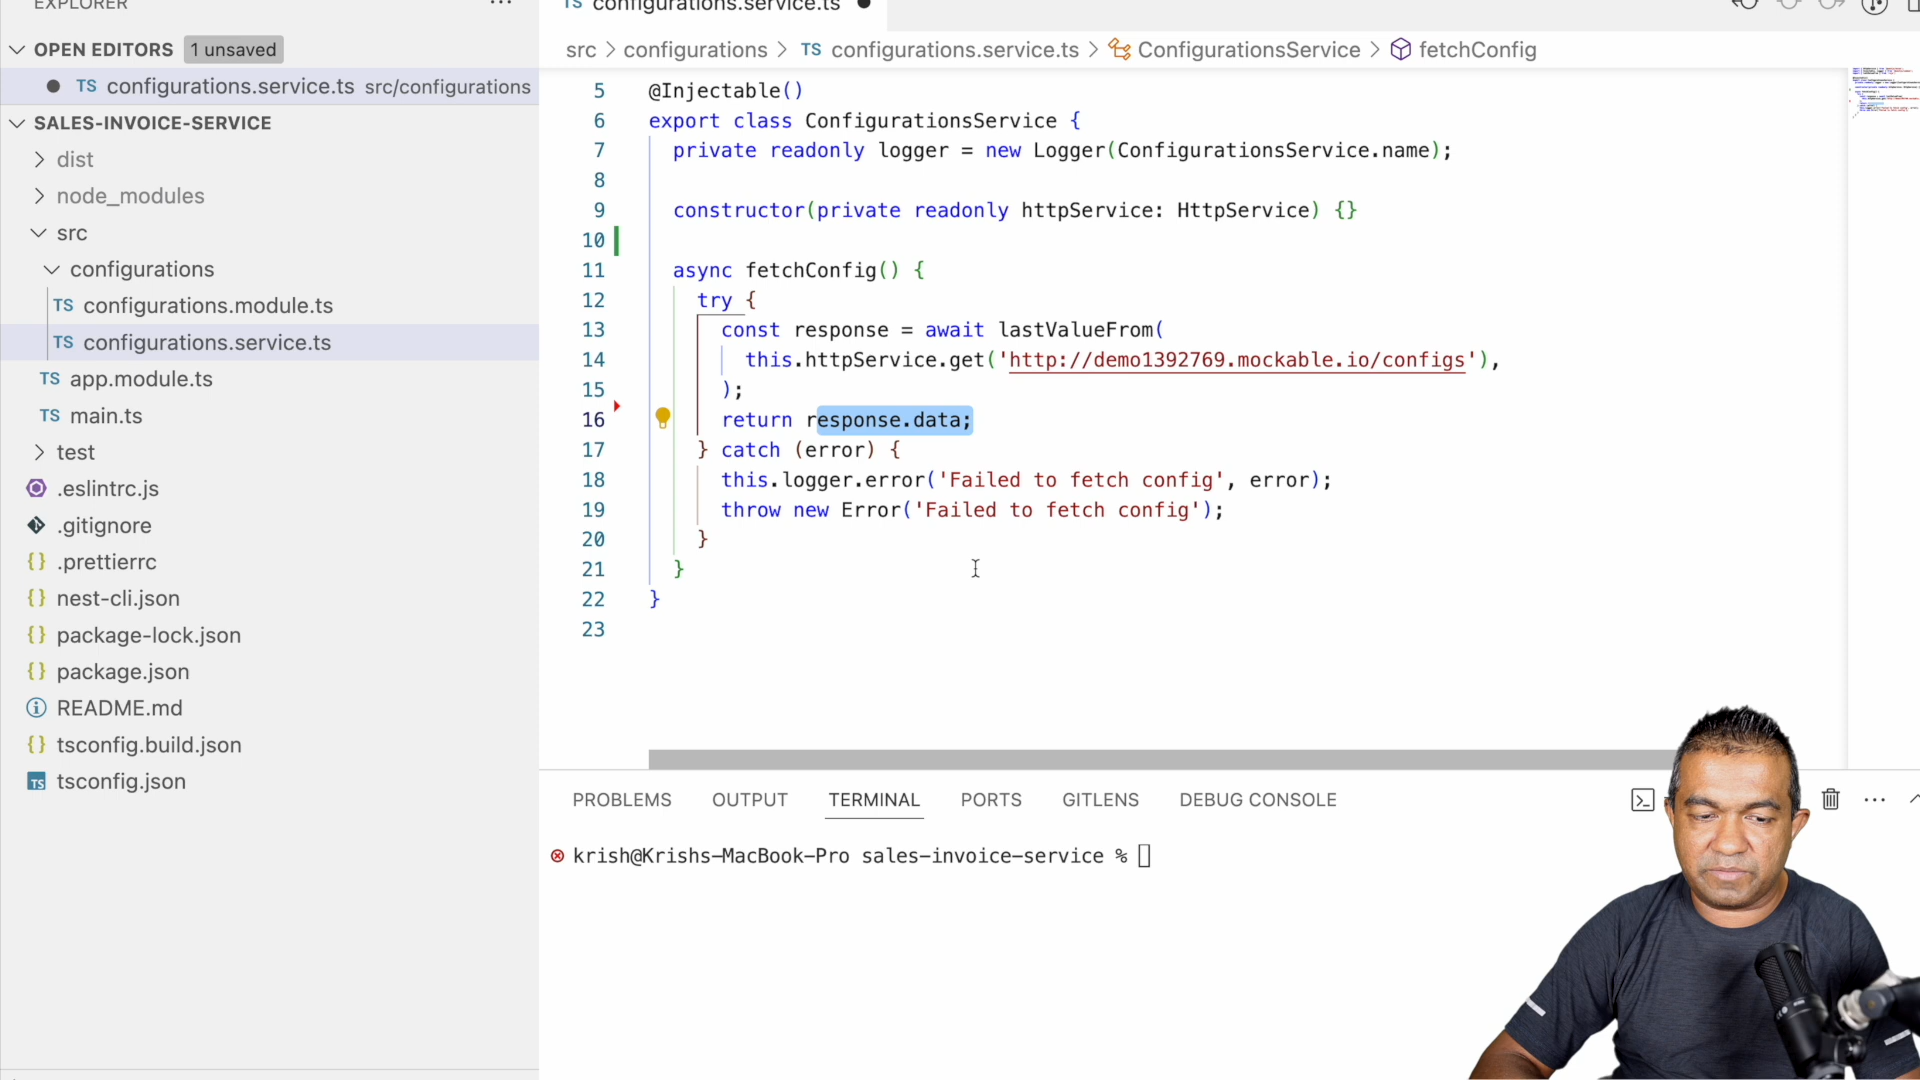 EXPLORER
OPEN EDITORS 1 unsaved
TS configurations.service.ts src/configurations
SALES-INVOICE-SERVICE
dist
node_modules
src
configurations
TS configurations.module.ts
TS configurations.service.ts
TS app.module.ts
TS main.ts
test
.eslintrc.js
.gitignore
{} .prettierrc
{} nest-cli.json
{} package-lock.json
{} package.json
README.md
{} tsconfig.build.json
TS tsconfig.json
TS configurations.service.ts
src > configurations > TS configurations.service.ts > ConfigurationsService > fetchConfig
5 @Injectable()
6 export class ConfigurationsService {
7 private readonly logger = new Logger(ConfigurationsService.name);
8
9 constructor(private readonly httpService: HttpService) {}
10
11 async fetchConfig() {
12 try {
13 const response = await lastValueFrom(
14 this.httpService.get('http://demo1392769.mockable.io/configs'),
15 );
16 return response.data;
17 } catch (error) {
18 this.logger.error('Failed to fetch config', error);
19 throw new Error('Failed to fetch config');
20 }
21 }
22 }
23
PROBLEMS OUTPUT TERMINAL PORTS GITLENS DEBUG CONSOLE
krish@Krishs-MacBook-Pro sales-invoice-service %